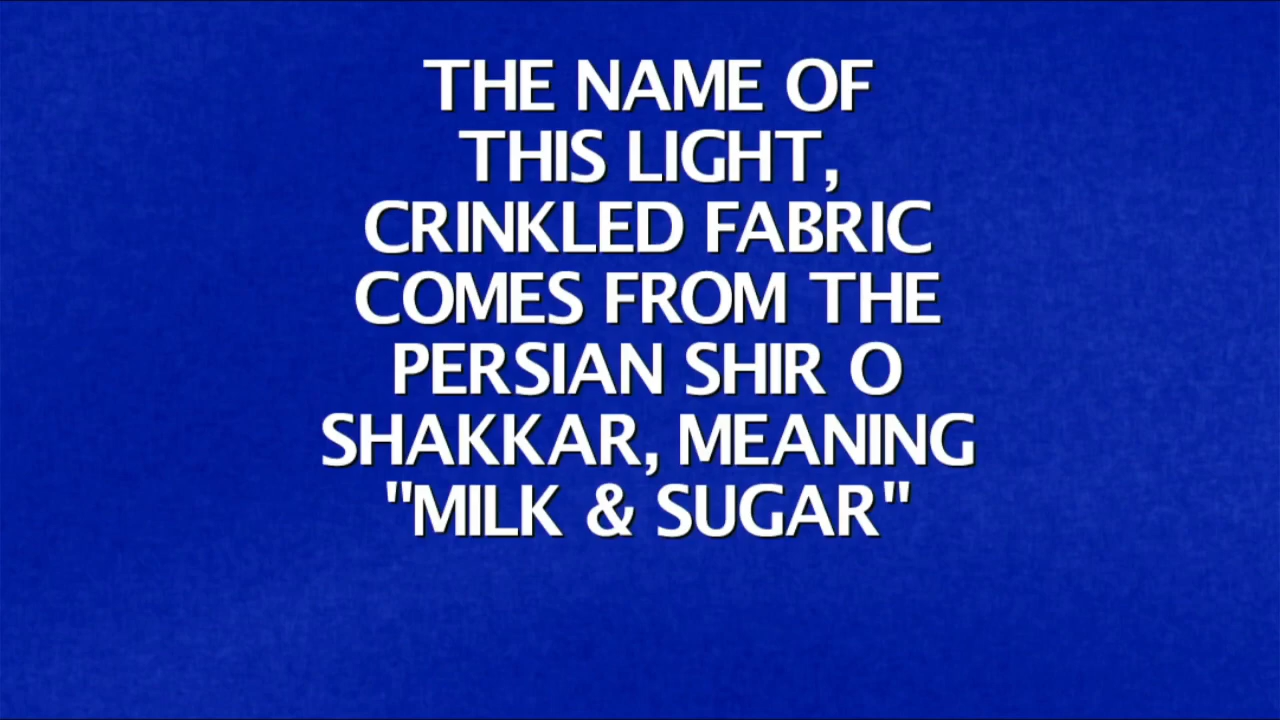 THE NAME OF
THIS LIGHT,
CRINKLED FABRIC
COMES FROM THE
PERSIAN SHIR O
SHAKKAR, MEANING
"MILK & SUGAR"